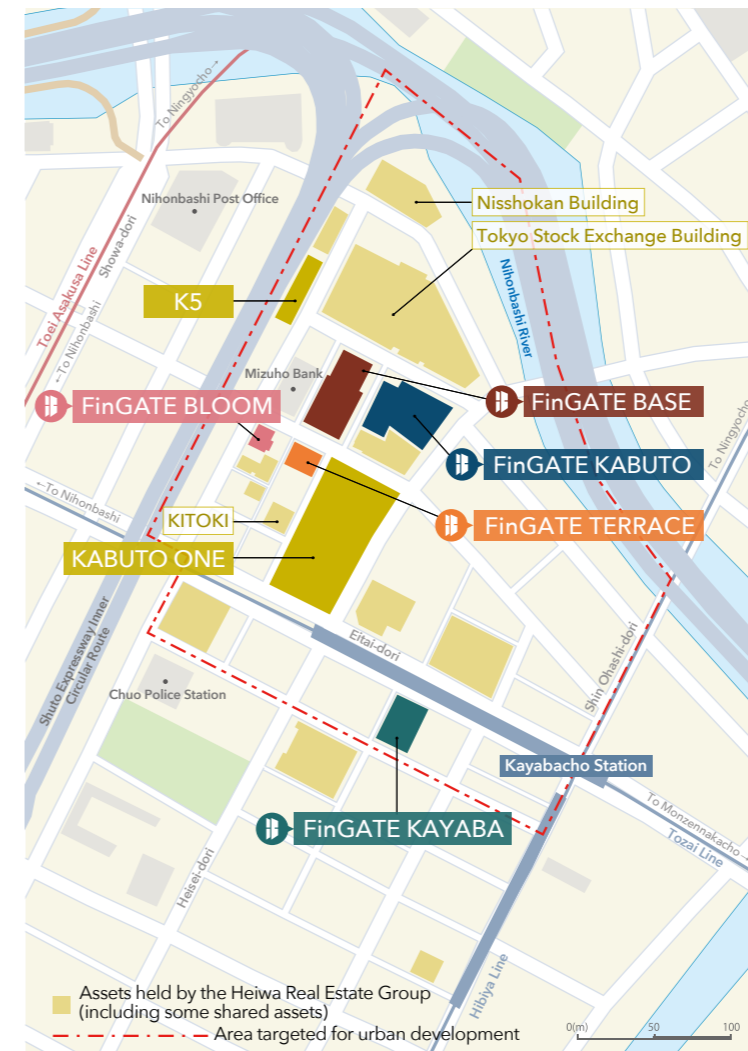 To Ningyocho→
Nihonbashi Post Office
Showa-dori
Toei Asakusa Line
←To Nihonbashi
Nisshokan Building
Tokyo Stock Exchange Building
Nihonbashi River
K5
Mizuho Bank
FinGATE BLOOM
FinGATE BASE
FinGATE KABUTO
To Ningyocho→
←To Nihonbashi
KITOKI
FinGATE TERRACE
KABUTO ONE
Eitai-dori
Shin Ohashi-dori
Shuto Expressway Inner
Circular Route
Chuo Police Station
Kayabacho Station
FinGATE KAYABA
To Monzennakacho→
Tozai Line
Heisei-dori
Hibiya Line
Assets held by the Heiwa Real Estate Group
(including some shared assets)
Area targeted for urban development
0(m) 50 100